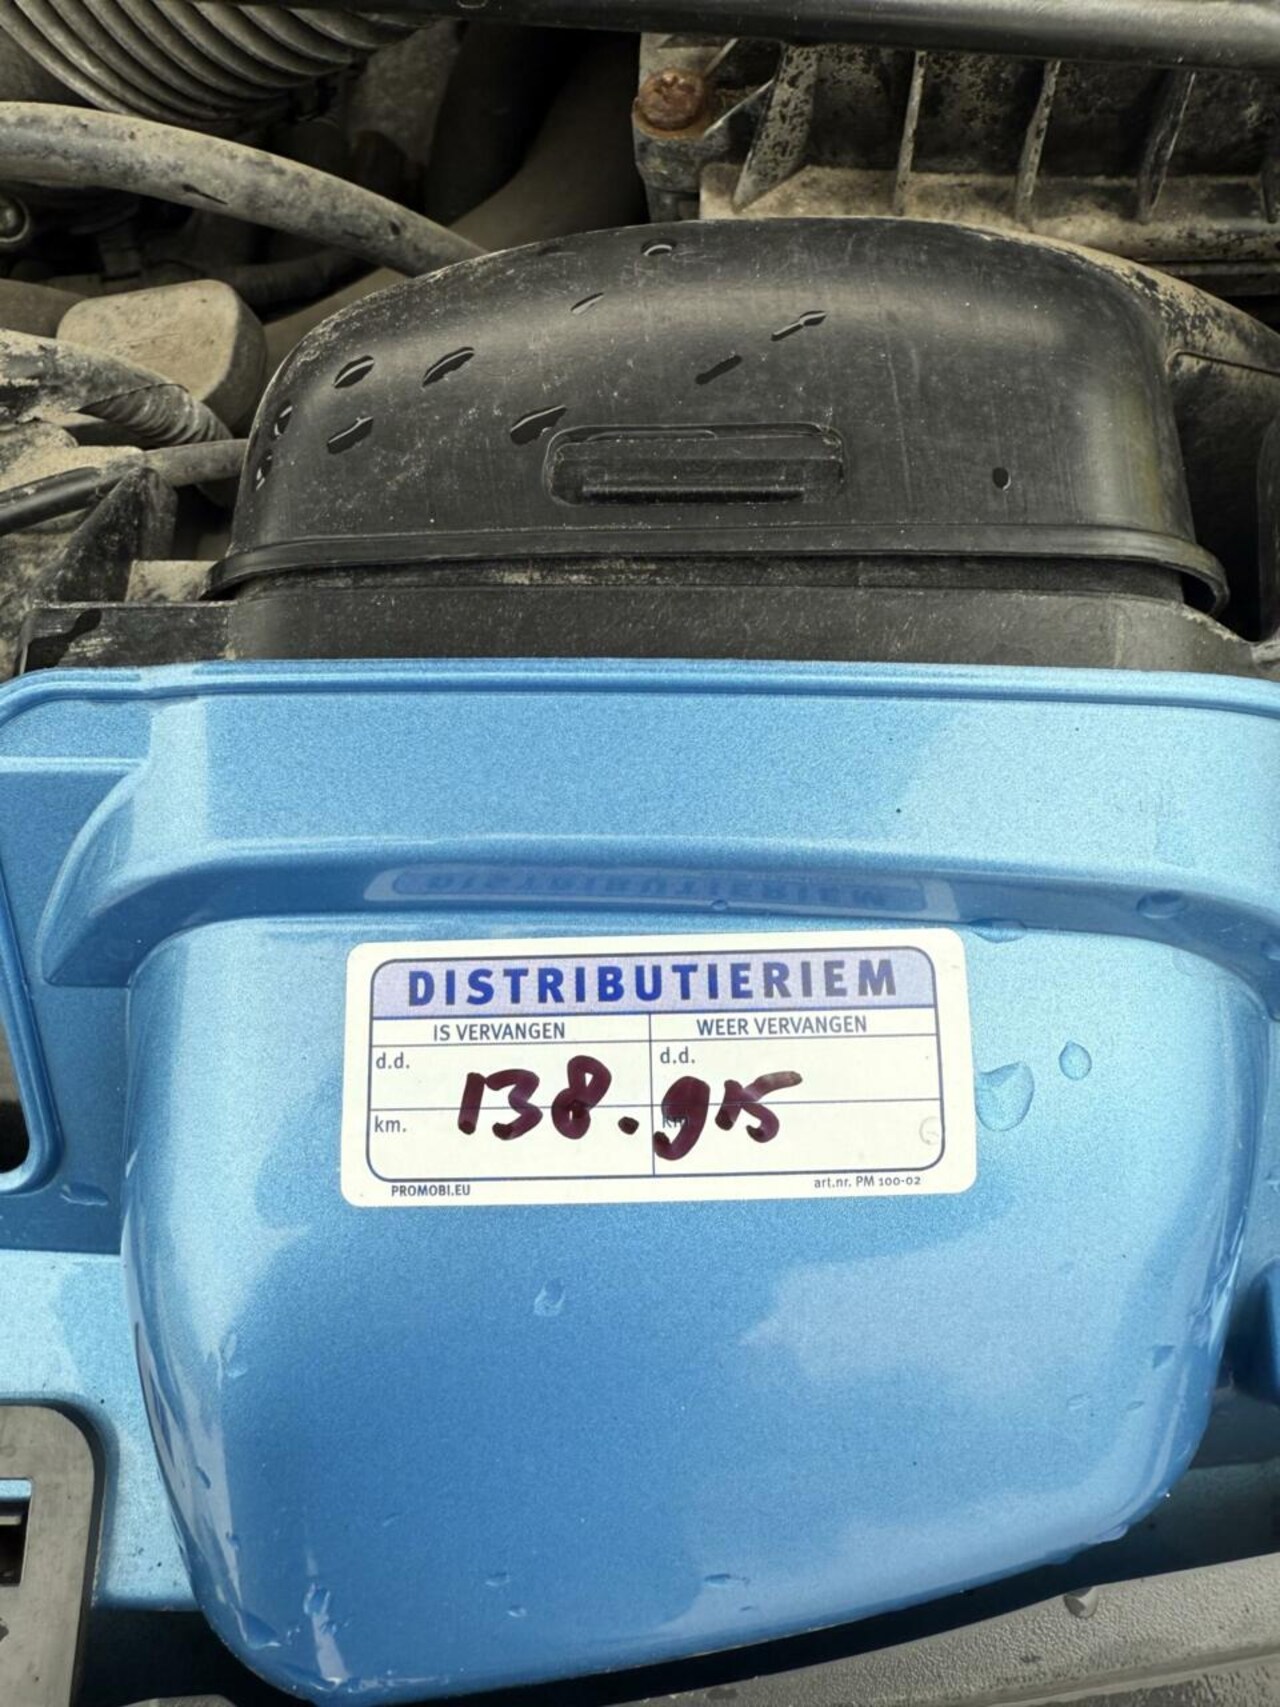 DISTRIBUTIERIEM
IS VERVANGEN WEER VERVANGEN
d.d. d.d.
138.915
km. km.
PROMOBI.EU art.nr. PM 100-02